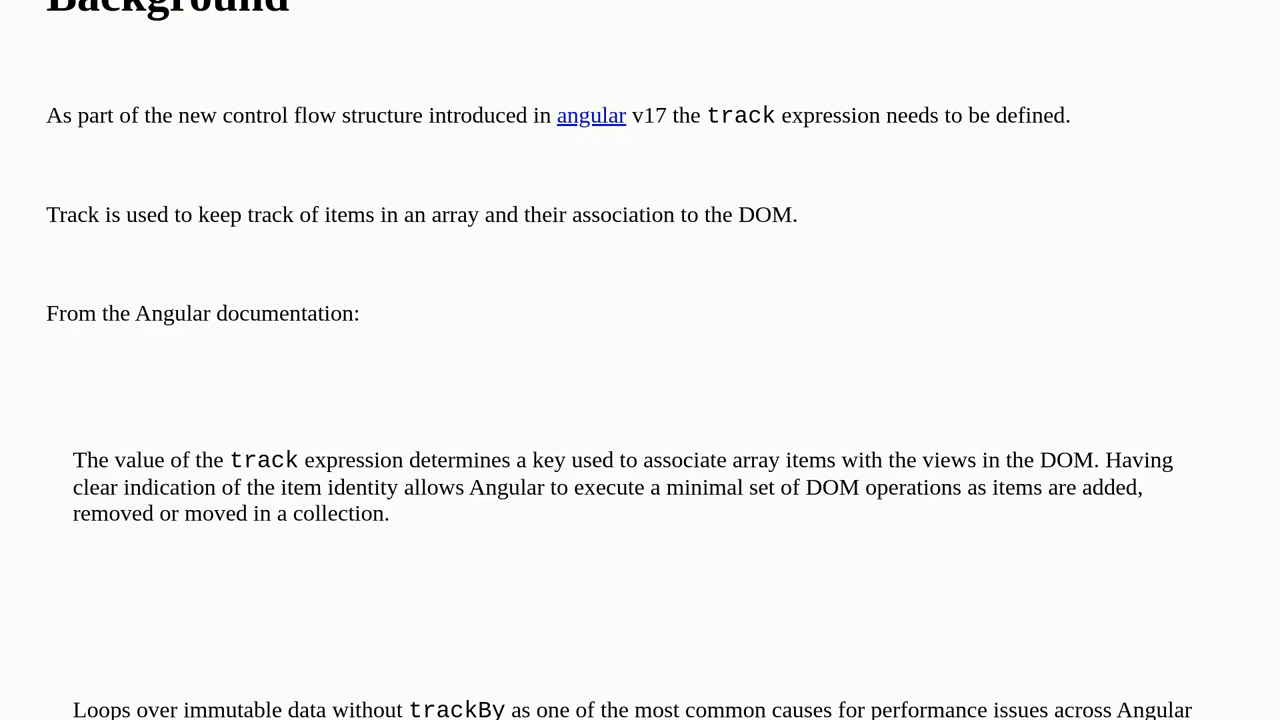 Background
As part of the new control flow structure introduced in angular v17 the track expression needs to be defined.
Track is used to keep track of items in an array and their association to the DOM.
From the Angular documentation:
The value of the track expression determines a key used to associate array items with the views in the DOM. Having
clear indication of the item identity allows Angular to execute a minimal set of DOM operations as items are added,
removed or moved in a collection.
Loops over immutable data without trackBy as one of the most common causes for performance issues across Angular